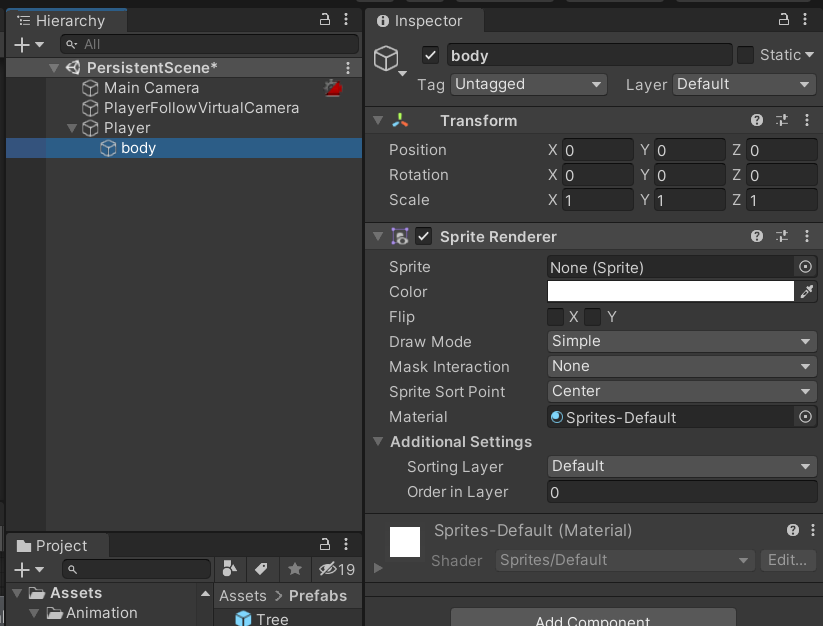 Hierarchy
All
PersistentScene*
Main Camera
PlayerFollowVirtualCamera
Player
body
Project
19
Assets
Animation
Assets > Prefabs
Tree
Inspector
body Static
Tag Untagged Layer Default
Transform
Position X 0 Y 0 Z 0
Rotation X 0 Y 0 Z 0
Scale X 1 Y 1 Z 1
Sprite Renderer
Sprite None (Sprite)
Color
Flip X Y
Draw Mode Simple
Mask Interaction None
Sprite Sort Point Center
Material Sprites-Default
Additional Settings
Sorting Layer Default
Order in Layer 0
Sprites-Default (Material)
Shader Sprites/Default Edit...
Add Component